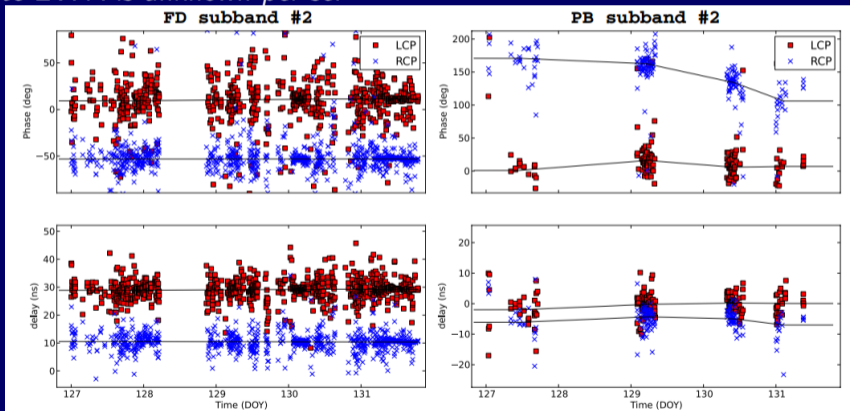 FD subband #2
PB subband #2
Phase (deg)
50
0
−50
LCP
RCP
Phase (deg)
200
150
100
50
0
LCP
RCP
delay (ns)
50
40
30
20
10
0
127
128
129
130
131
Time (DOY)
delay (ns)
20
10
0
−10
−20
127
128
129
130
131
Time (DOY)